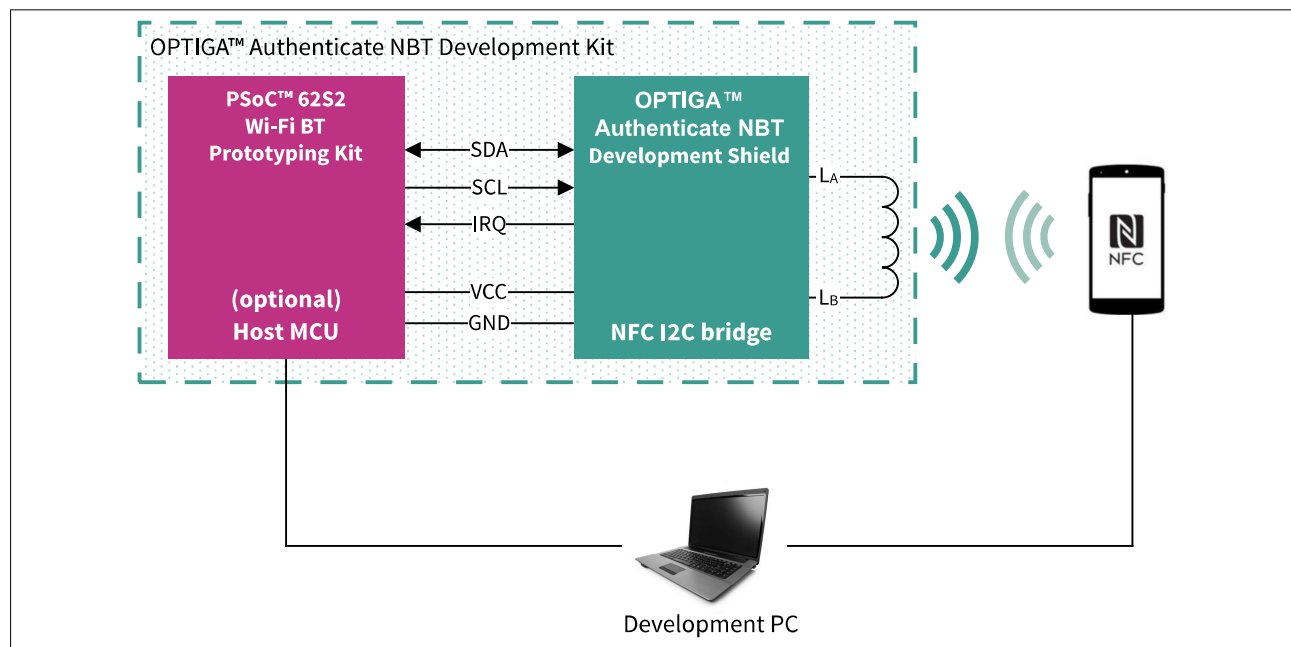 OPTIGA™ Authenticate NBT Development Kit
PSoC™ 62S2
Wi-Fi BT
Prototyping Kit
(optional)
Host MCU
SDA
SCL
IRQ
VCC
GND
OPTIGA™
Authenticate NBT
Development Shield
NFC I2C bridge
LA
LB
NFC
Development PC